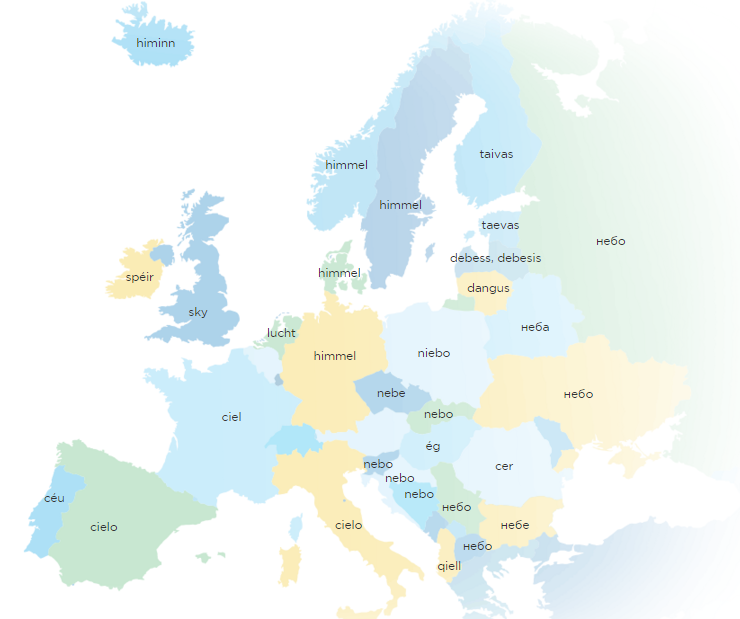 himinn
taivas
himmel
himmel
taevas
небо
debess, debesis
spéir
himmel
dangus
sky
неба
lucht
himmel
niebo
nebe
небо
nebo
ciel
ég
nebo
cer
nebo
nebo
céu
небо
cielo
cielo
небе
небо
qiell